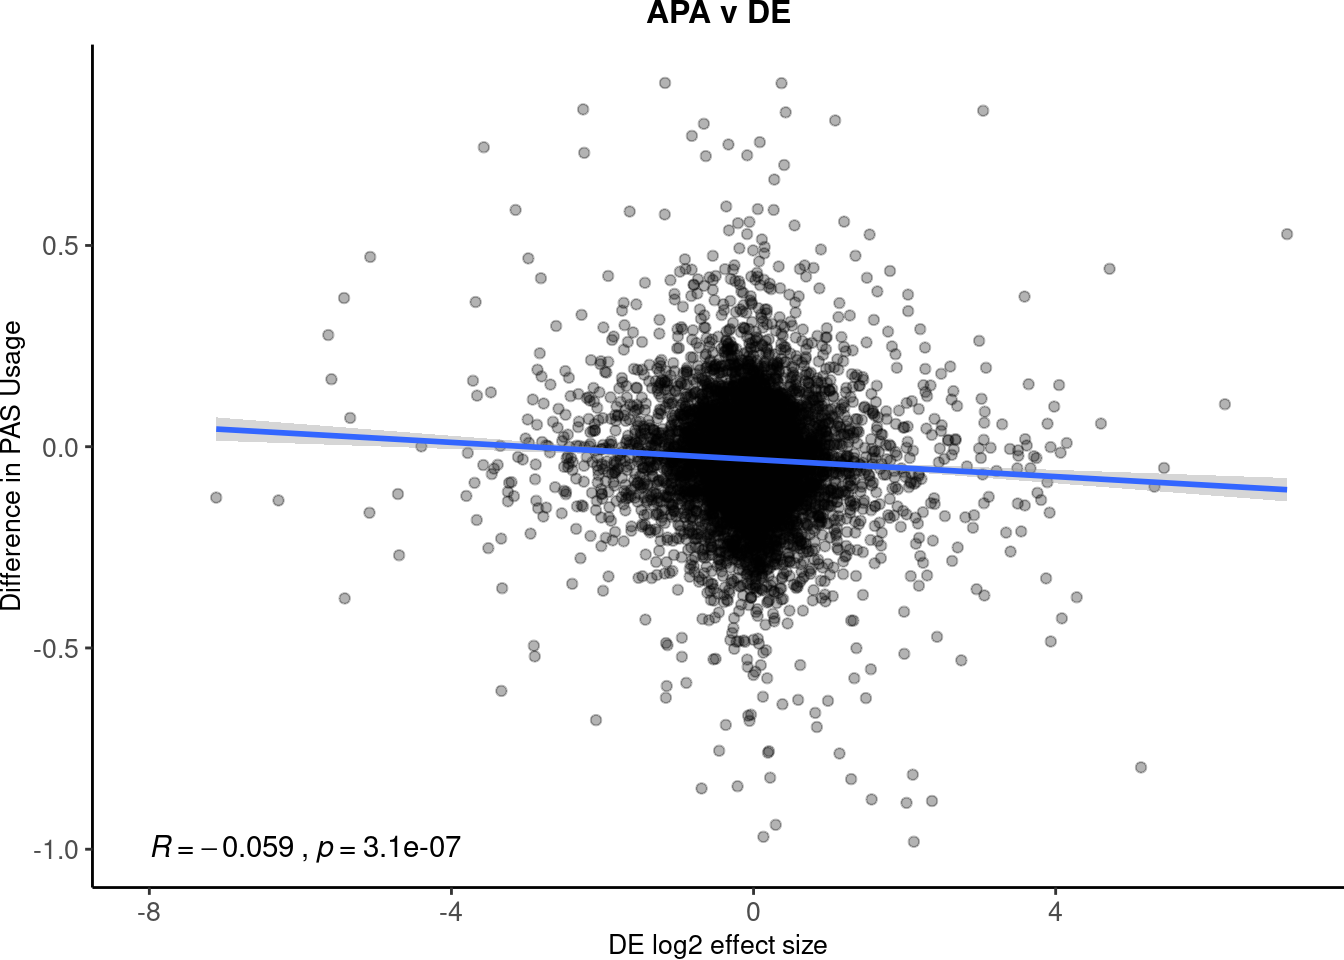 APA v DE
Difference in PAS Usage
0.5
0.0
-0.5
-1.0
R = −0.059 , p = 3.1e-07
-8
-4
0
4
DE log2 effect size